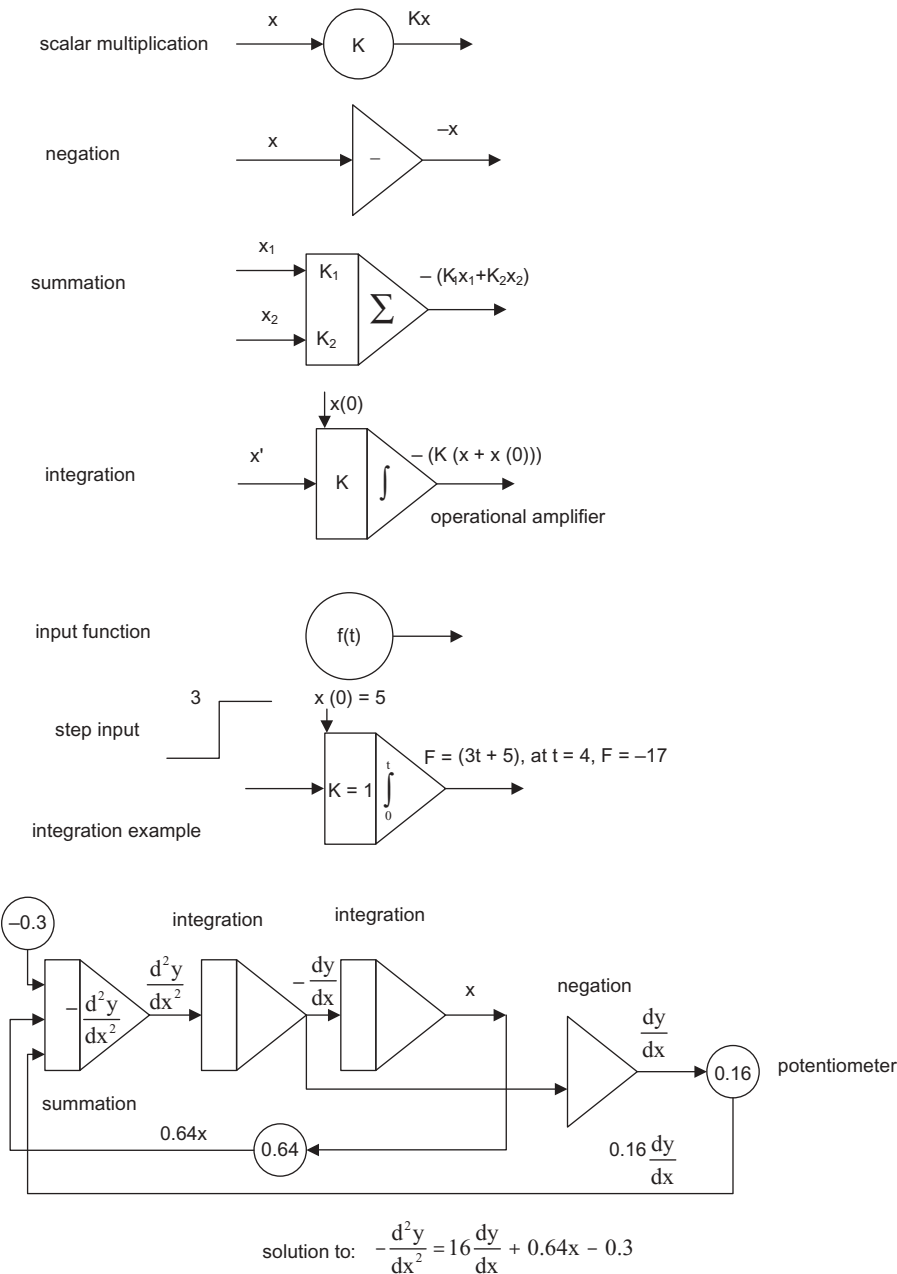 x
Kx
scalar multiplication
K
negation
x
–
–x
x₁
summation
K₁
– (K₁x₁+K₂x₂)
∑
x₂
K₂
x(0)
x'
– (K (x + x (0)))
integration
K
∫
operational amplifier
input function
f(t)
3
x (0) = 5
step input
F = (3t + 5), at t = 4, F = –17
K = 1
∫₀ᵗ
integration example
–0.3
integration
integration
- d²y/dx²
d²y/dx²
- dy/dx
x
negation
dy/dx
0.16
potentiometer
summation
0.64x
0.64
0.16 dy/dx
solution to: - d²y/dx² = 16 dy/dx + 0.64x − 0.3